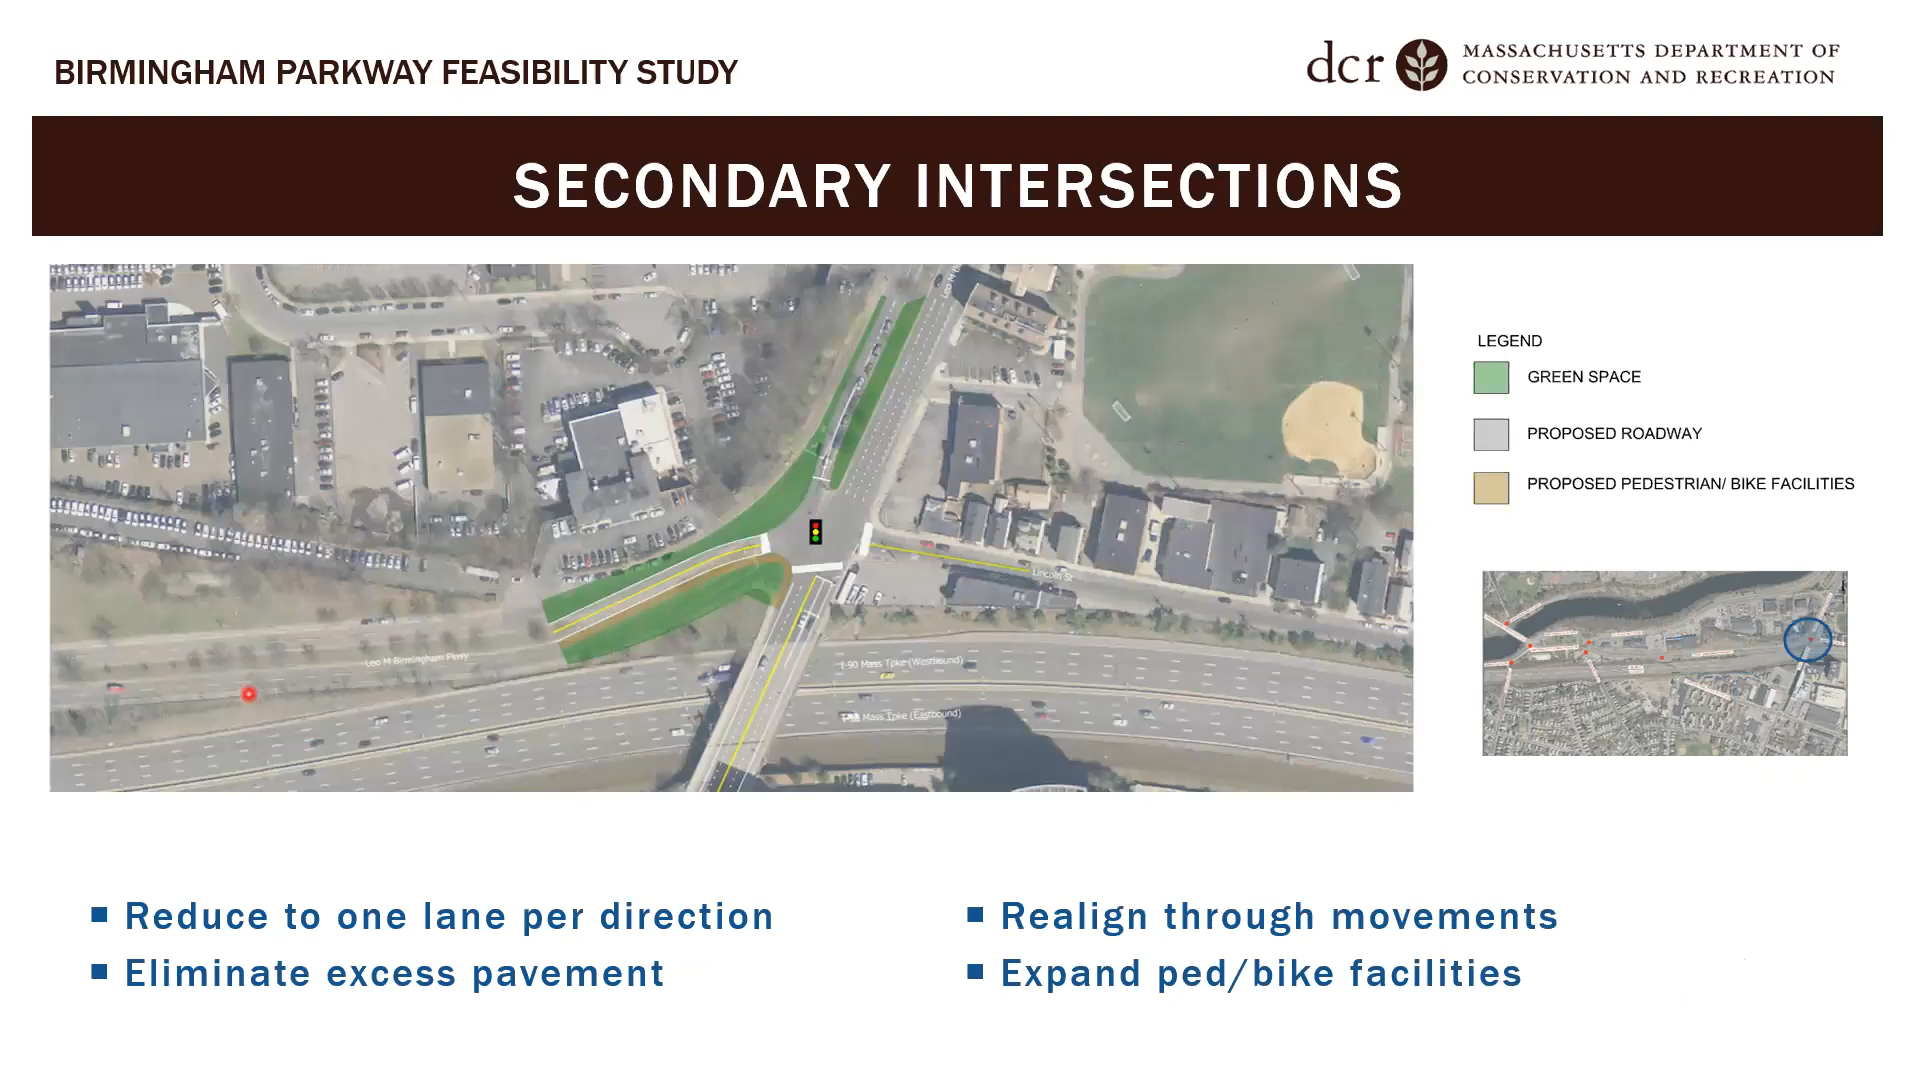 BIRMINGHAM PARKWAY FEASIBILITY STUDY
dcr
MASSACHUSETTS DEPARTMENT OF
CONSERVATION AND RECREATION
SECONDARY INTERSECTIONS
Leo M
Lincoln St
Leo M Birmingham Pkwy
I-90 Mass Tpke (Westbound)
Mass Tpke (Eastbound)
LEGEND
GREEN SPACE
PROPOSED ROADWAY
PROPOSED PEDESTRIAN/ BIKE FACILITIES
Reduce to one lane per direction
Eliminate excess pavement
Realign through movements
Expand ped/bike facilities